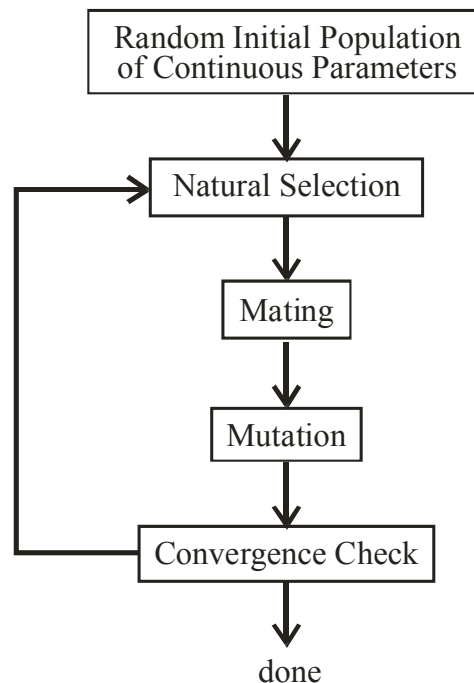 Random Initial Population
of Continuous Parameters
Natural Selection
Mating
Mutation
Convergence Check
done